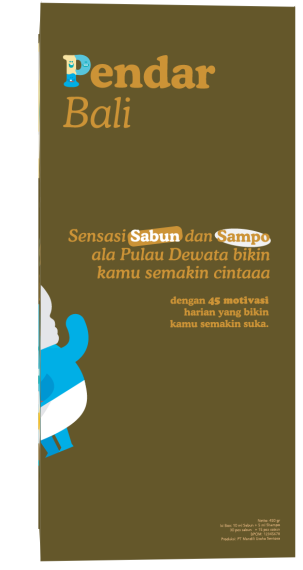 Pendar
Bali
Sensasi Sabun dan Sampo
ala Pulau Dewata bikin
kamu semakin cintaaa
dengan 45 motivasi
harian yang bikin
kamu semakin suka.